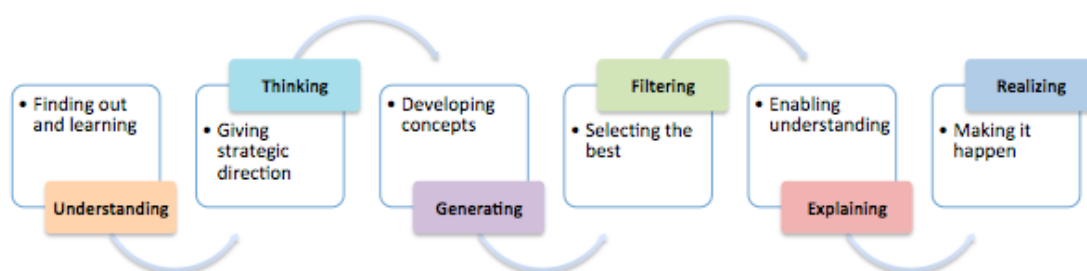 • Finding out
and learning
Understanding
Thinking
• Giving
strategic
direction
• Developing
concepts
Generating
Filtering
• Selecting the
best
• Enabling
understanding
Explaining
Realizing
• Making it
happen